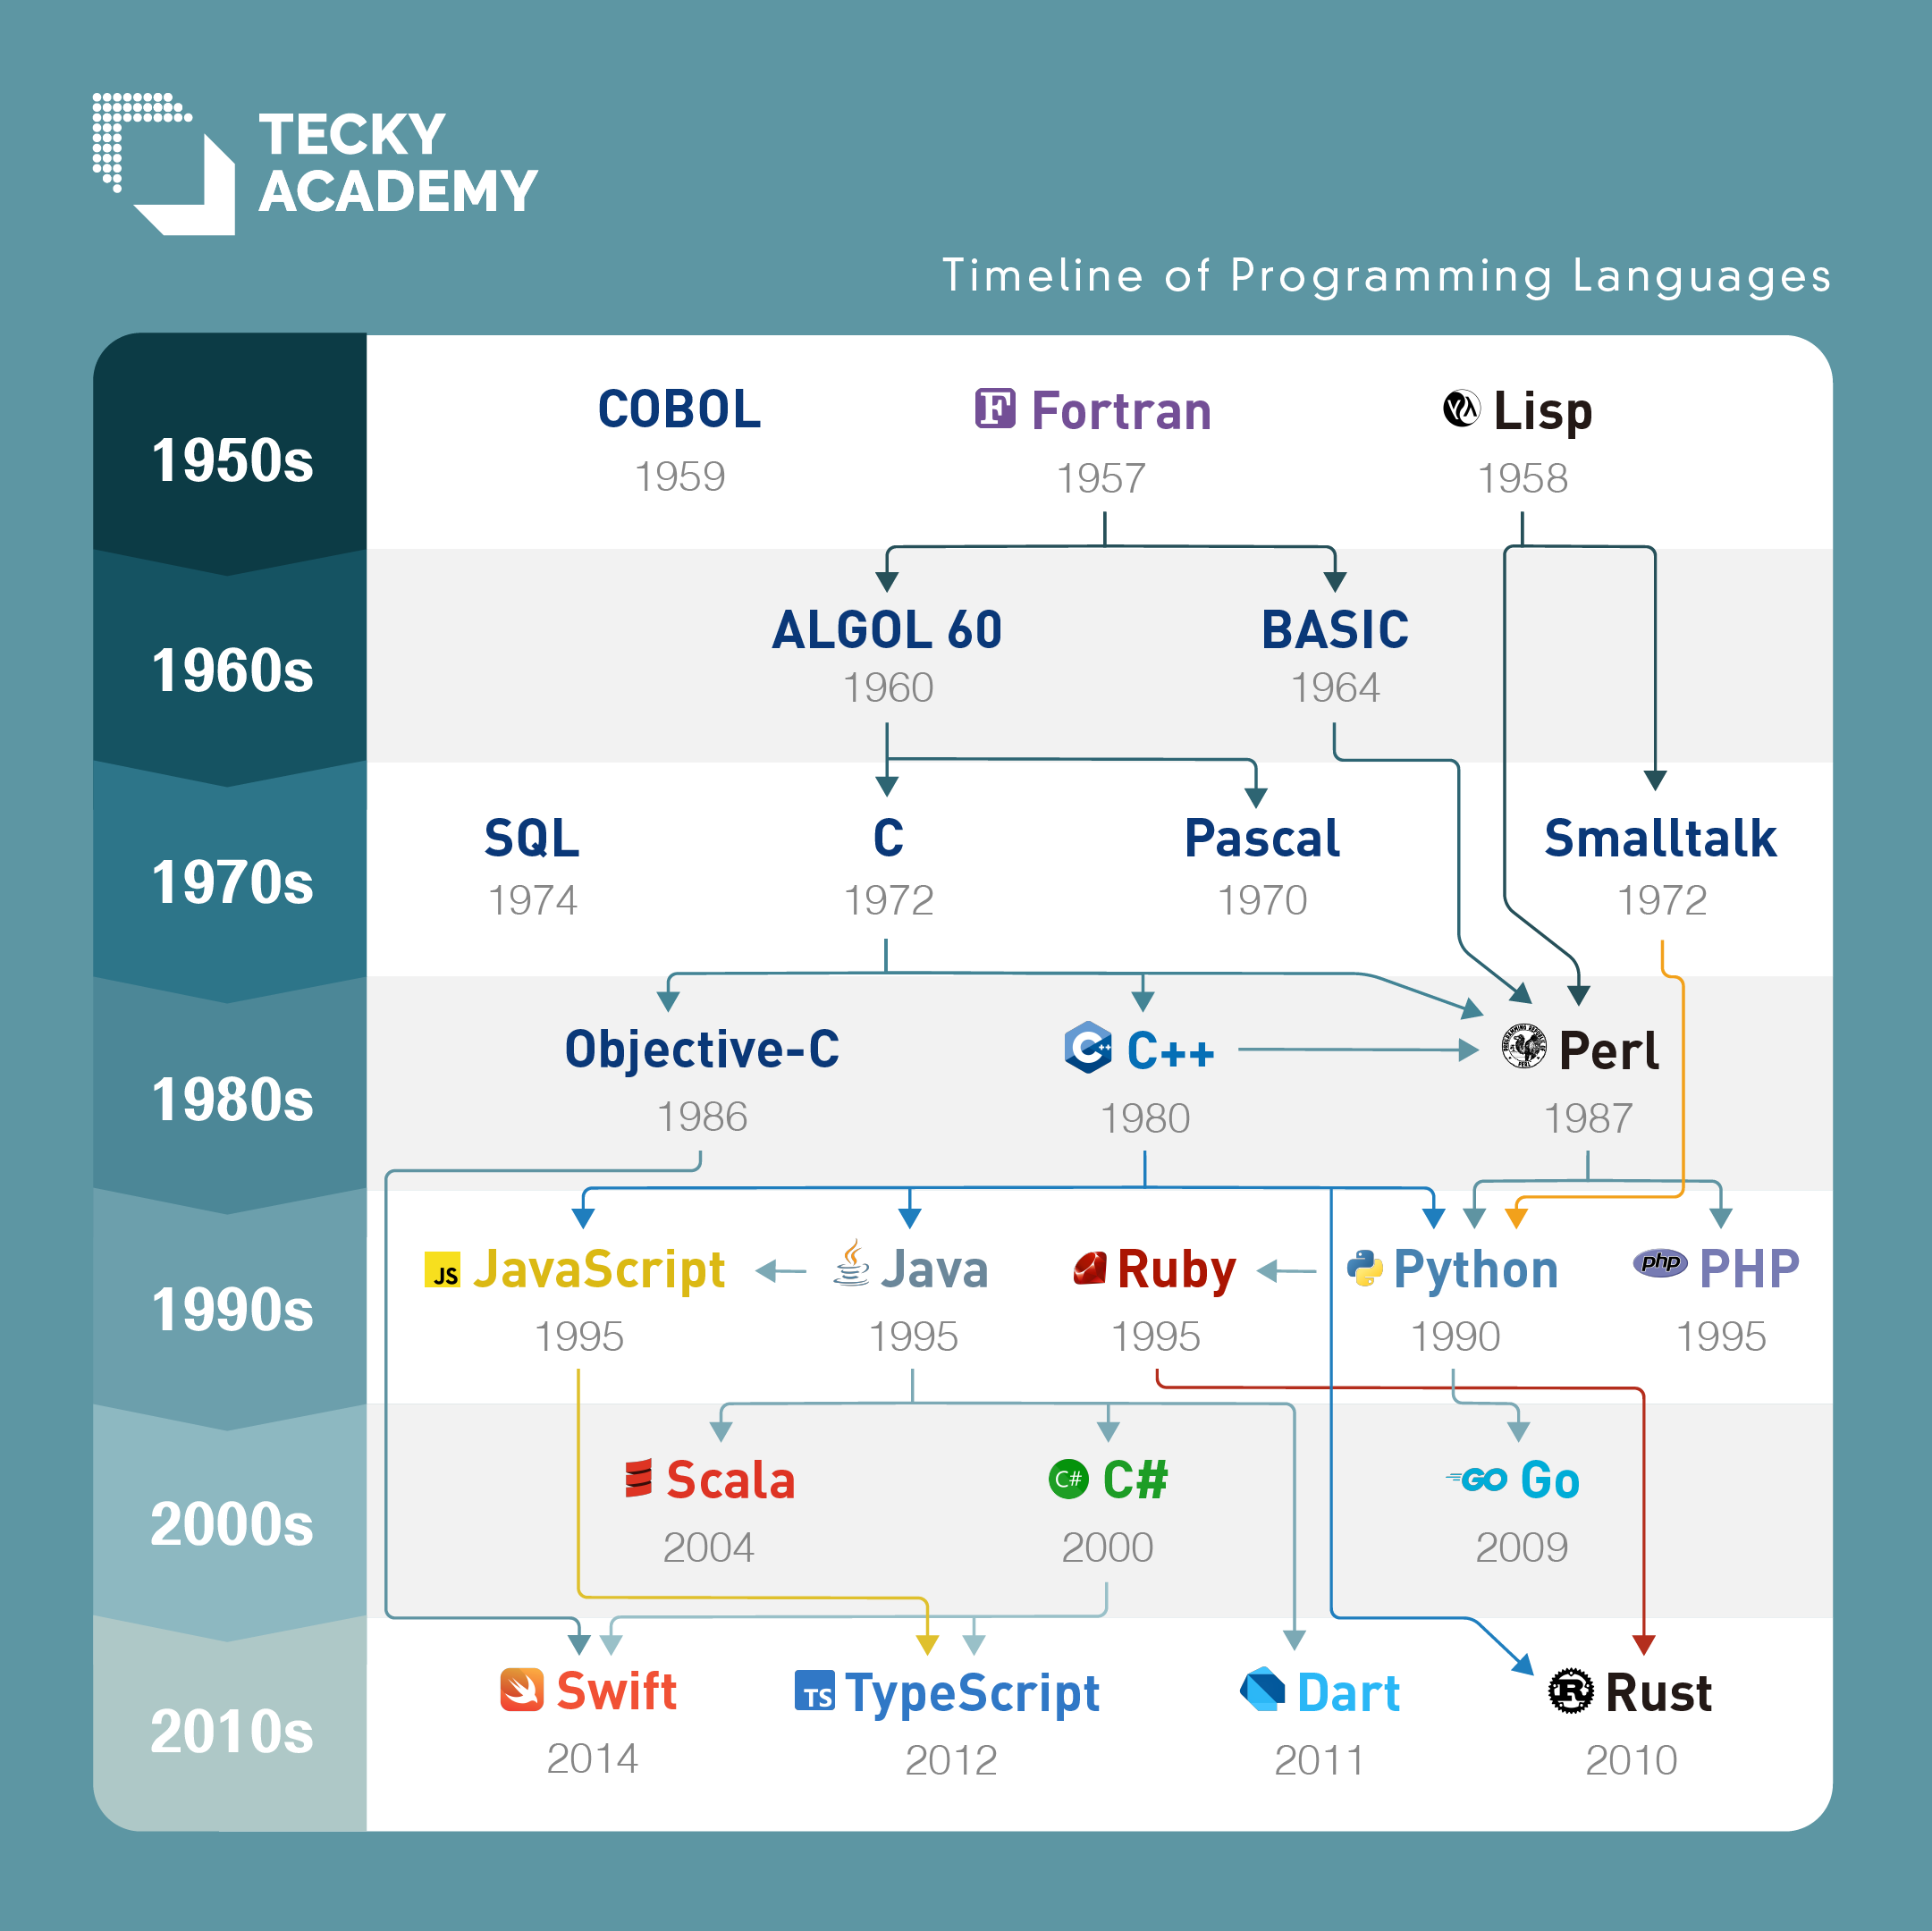 TECKY
ACADEMY
Timeline of Programming Languages
1950s
COBOL
1959
Fortran
1957
Lisp
1958
1960s
ALGOL 60
1960
BASIC
1964
1970s
SQL
1974
C
1972
Pascal
1970
Smalltalk
1972
1980s
Objective-C
1986
C++
C++
1980
Perl
1987
1990s
JS
JavaScript
1995
Java
1995
Ruby
1995
Python
1990
php
PHP
1995
2000s
Scala
2004
C#
C#
2000
GO
Go
2009
2010s
Swift
2014
TS
TypeScript
2012
Dart
2011
R
Rust
2010